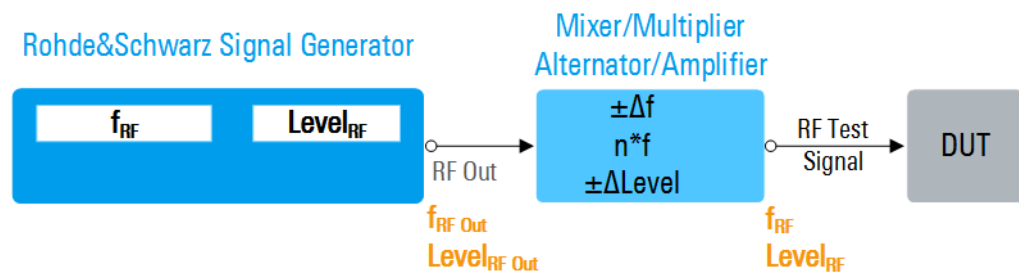 Rohde&Schwarz Signal Generator
Mixer/Multiplier
Alternator/Amplifier
fRF
LevelRF
RF Out
fRF Out
LevelRF Out
±Δf
n*f
±ΔLevel
RF Test
Signal
fRF
LevelRF
DUT